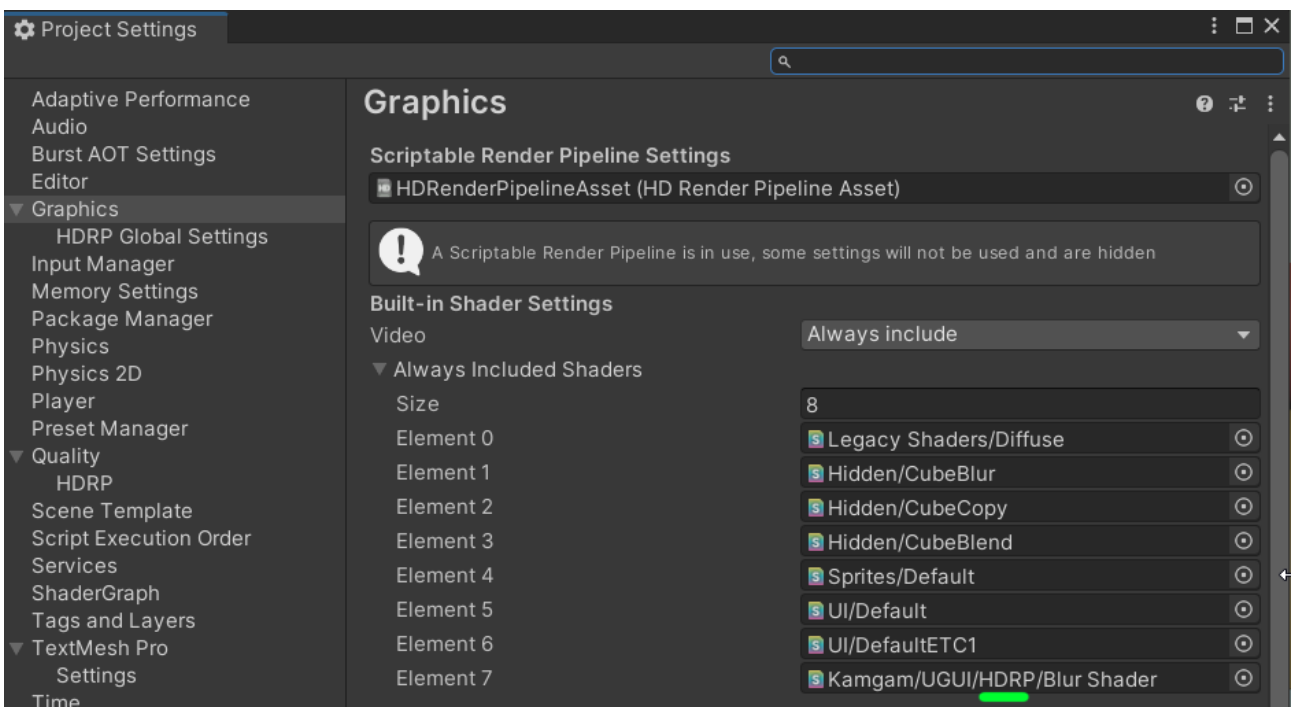 Project Settings
Adaptive Performance
Audio
Burst AOT Settings
Editor
Graphics
HDRP Global Settings
Input Manager
Memory Settings
Package Manager
Physics
Physics 2D
Player
Preset Manager
Quality
HDRP
Scene Template
Script Execution Order
Services
ShaderGraph
Tags and Layers
TextMesh Pro
Settings
Time
Graphics
Scriptable Render Pipeline Settings
HDRenderPipelineAsset (HD Render Pipeline Asset)
A Scriptable Render Pipeline is in use, some settings will not be used and are hidden
Built-in Shader Settings
Video Always include
Always Included Shaders
Size 8
Element 0 Legacy Shaders/Diffuse
Element 1 Hidden/CubeBlur
Element 2 Hidden/CubeCopy
Element 3 Hidden/CubeBlend
Element 4 Sprites/Default
Element 5 UI/Default
Element 6 UI/DefaultETC1
Element 7 Kamgam/UGUI/HDRP/Blur Shader